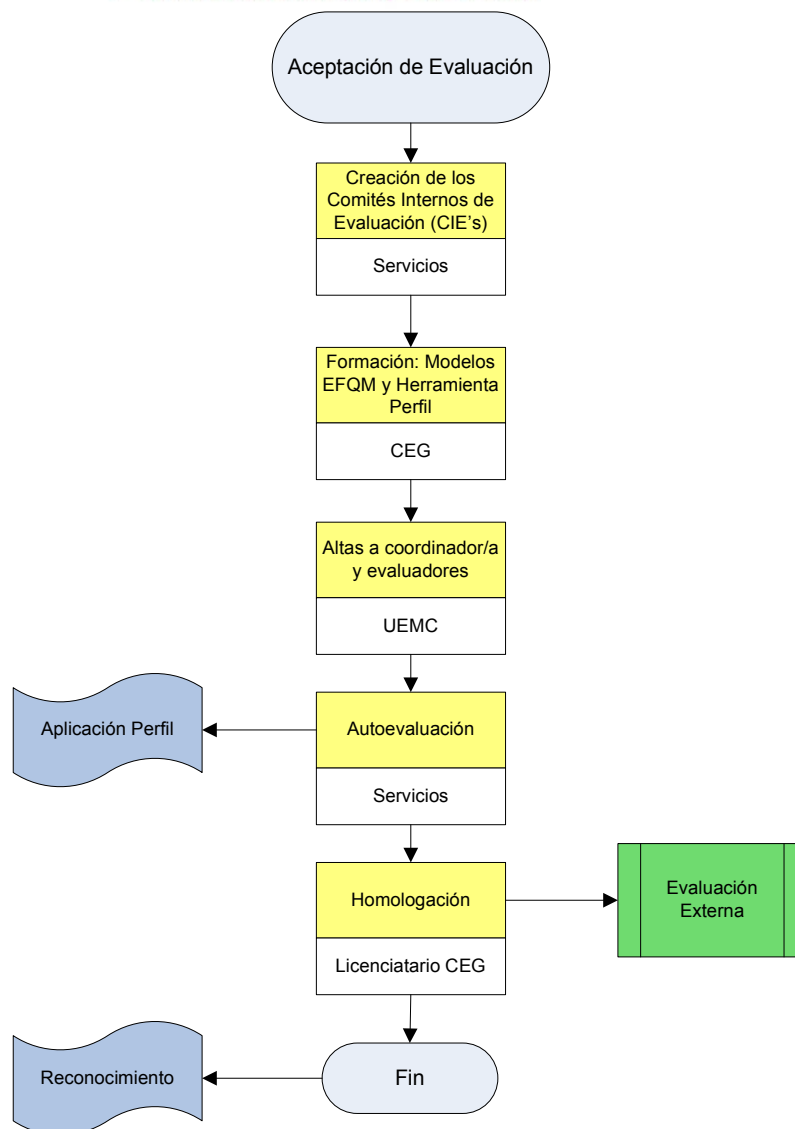 Aceptación de Evaluación
Creación de los
Comités Internos de
Evaluación (CIE's)
Servicios
Formación: Modelos
EFQM y Herramienta
Perfil
CEG
Altas a coordinador/a
y evaluadores
UEMC
Aplicación Perfil
Autoevaluación
Servicios
Homologación
Licenciatario CEG
Evaluación
Externa
Reconocimiento
Fin